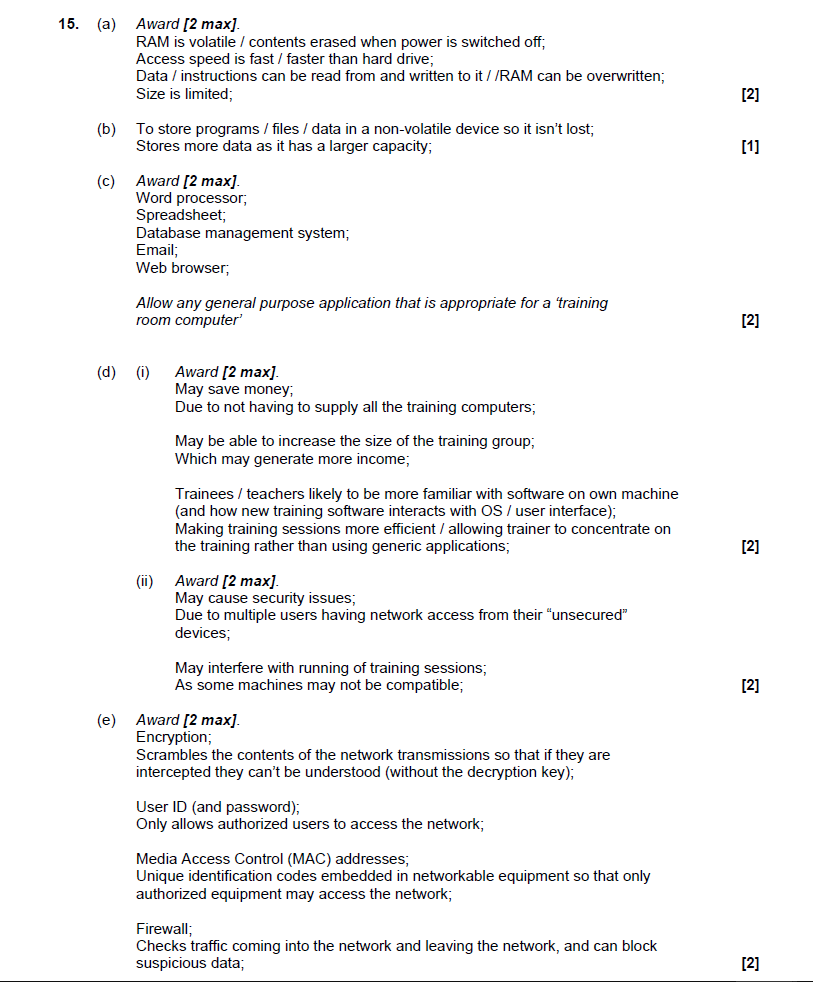 15. (a) Award [2 max].
RAM is volatile / contents erased when power is switched off;
Access speed is fast / faster than hard drive;
Data / instructions can be read from and written to it / /RAM can be overwritten;
Size is limited; [2]
(b) To store programs / files / data in a non-volatile device so it isn't lost;
Stores more data as it has a larger capacity; [1]
(c) Award [2 max].
Word processor;
Spreadsheet;
Database management system;
Email;
Web browser;
Allow any general purpose application that is appropriate for a 'training
room computer' [2]
(d) (i) Award [2 max].
May save money;
Due to not having to supply all the training computers;
May be able to increase the size of the training group;
Which may generate more income;
Trainees / teachers likely to be more familiar with software on own machine
(and how new training software interacts with OS / user interface);
Making training sessions more efficient / allowing trainer to concentrate on
the training rather than using generic applications; [2]
(ii) Award [2 max].
May cause security issues;
Due to multiple users having network access from their "unsecured"
devices;
May interfere with running of training sessions;
As some machines may not be compatible; [2]
(e) Award [2 max].
Encryption;
Scrambles the contents of the network transmissions so that if they are
intercepted they can't be understood (without the decryption key);
User ID (and password);
Only allows authorized users to access the network;
Media Access Control (MAC) addresses;
Unique identification codes embedded in networkable equipment so that only
authorized equipment may access the network;
Firewall;
Checks traffic coming into the network and leaving the network, and can block
suspicious data; [2]